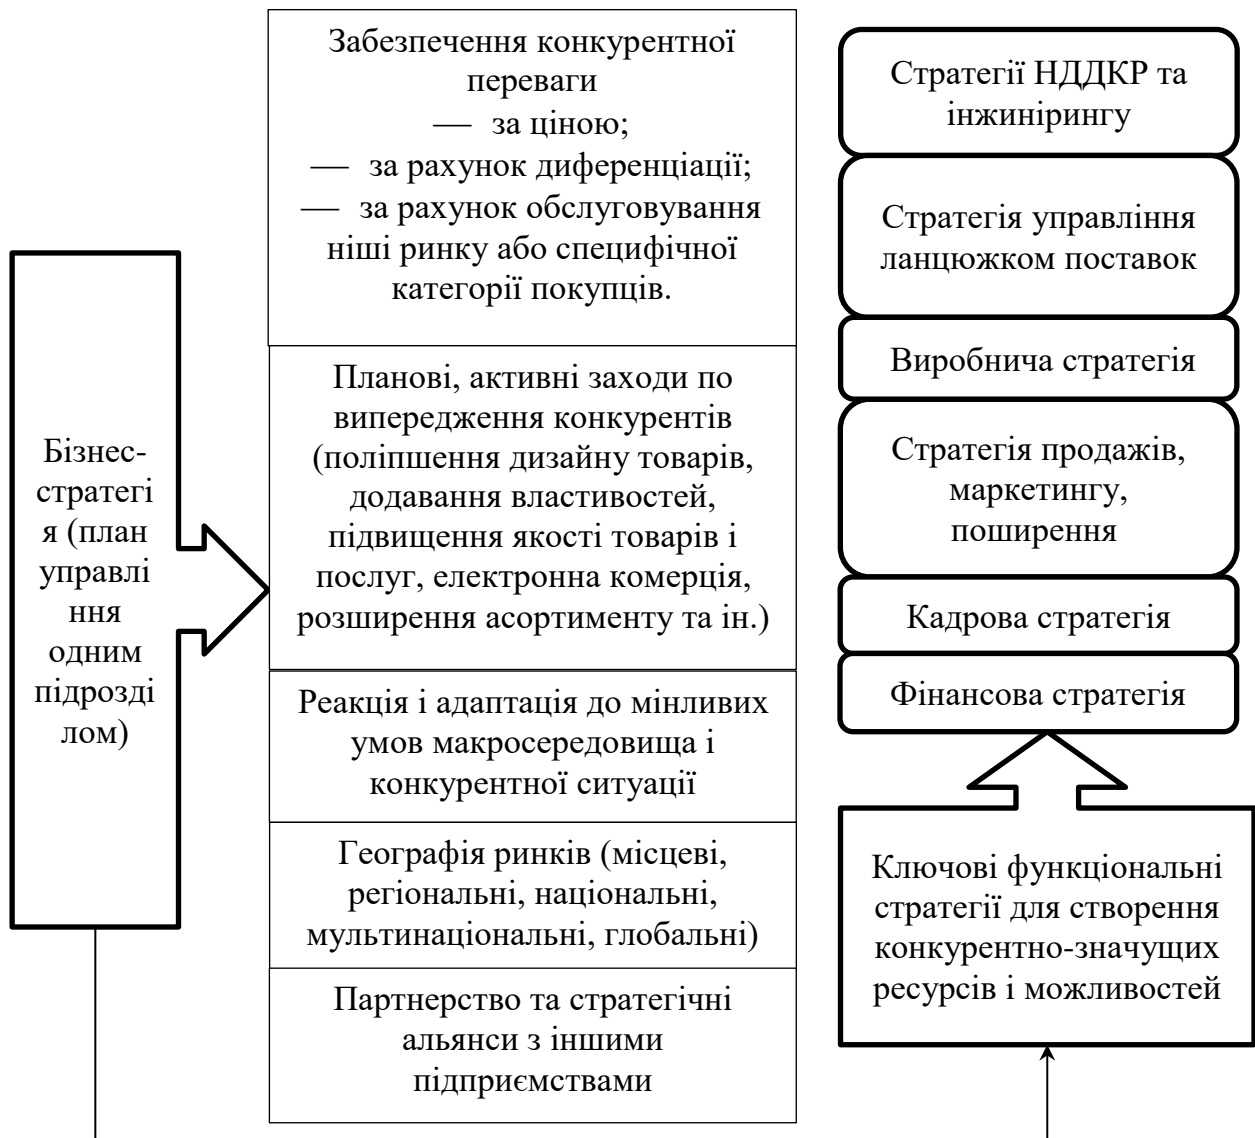 Бізнес-
стратегі
я (план
управлі
ння
одним
підрозді
лом)
Забезпечення конкурентної
переваги
— за ціною;
— за рахунок диференціації;
— за рахунок обслуговування
ніші ринку або специфічної
категорії покупців.
Планові, активні заходи по
випередження конкурентів
(поліпшення дизайну товарів,
додавання властивостей,
підвищення якості товарів і
послуг, електронна комерція,
розширення асортименту та ін.)
Реакція і адаптація до мінливих
умов макросередовища і
конкурентної ситуації
Географія ринків (місцеві,
регіональні, національні,
мультинаціональні, глобальні)
Партнерство та стратегічні
альянси з іншими
підприємствами
Стратегії НДДКР та
інжинірингу
Стратегія управління
ланцюжком поставок
Виробнича стратегія
Стратегія продажів,
маркетингу,
поширення
Кадрова стратегія
Фінансова стратегія
Ключові функціональні
стратегії для створення
конкурентно-значущих
ресурсів і можливостей